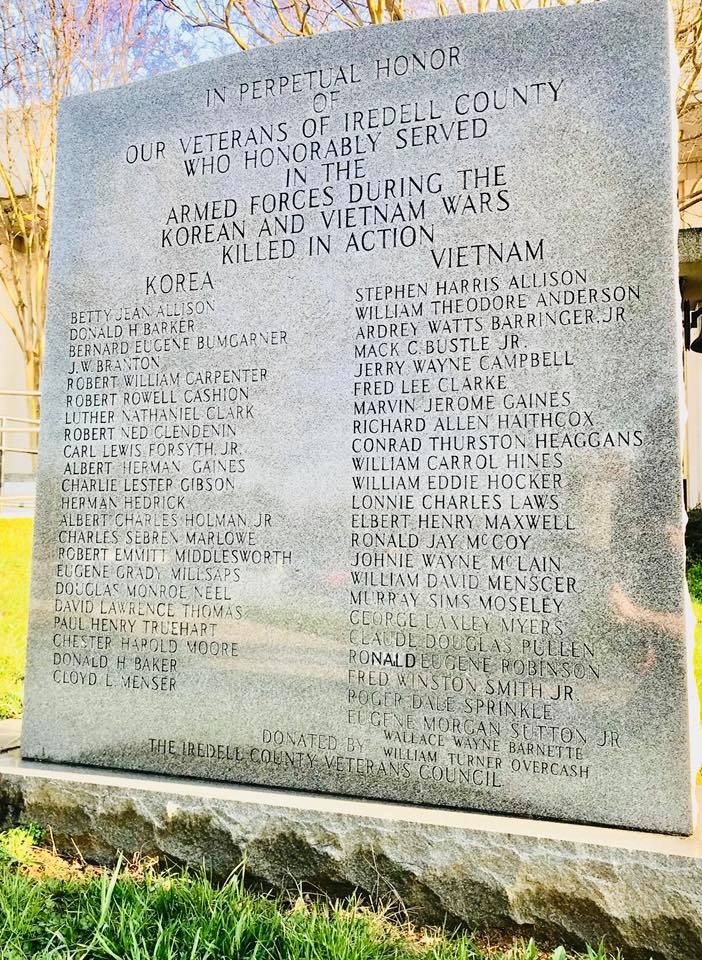 IN PERPETUAL HONOR
OF
OUR VETERANS OF IREDELL COUNTY
WHO HONORABLY SERVED
IN THE
ARMED FORCES DURING THE
KOREAN AND VIETNAM WARS
KILLED IN ACTION
KOREA
BETTY JEAN ALLISON
DONALD H BARKER
BERNARD EUGENE BUMGARNER
J.W. BRANTON
ROBERT WILLIAM CARPENTER
ROBERT ROWELL CASHION
LUTHER NATHANIEL CLARK
ROBERT NED CLENDENIN
CARL LEWIS FORSYTH, JR.
ALBERT HERMAN GAINES
CHARLIE LESTER GIBSON
HERMAN HEDRICK
ALBERT CHARLES HOLMAN JR
CHARLES SEBREN MARLOWE
ROBERT EMMITT MIDDLESWORTH
EUGENE GRADY MILLSAPS
DOUGLAS MONROE NEEL
DAVID LAWRENCE THOMAS
PAUL HENRY TRUEHART
CHESTER HAROLD MOORE
DONALD H BAKER
CLOYD L. MENSER
VIETNAM
STEPHEN HARRIS ALLISON
WILLIAM THEODORE ANDERSON
ARDREY WATTS BARRINGER, JR
MACK C. BUSTLE JR.
JERRY WAYNE CAMPBELL
FRED LEE CLARKE
MARVIN JEROME GAINES
RICHARD ALLEN HAITHCOX
CONRAD THURSTON HEAGGANS
WILLIAM CARROL HINES
WILLIAM EDDIE HOCKER
LONNIE CHARLES LAWS
ELBERT HENRY MAXWELL
RONALD JAY McCOY
JOHNIE WAYNE McLAIN
WILLIAM DAVID MENSCER
MURRAY SIMS MOSELEY
GEORGE LAXLEY MYERS
CLAUDE DOUGLAS PULLEN
RONALD EUGENE ROBINSON
FRED WINSTON SMITH JR.
ROGER DALE SPRINKLE
EUGENE MORGAN SUTTON JR
WALLACE WAYNE BARNETTE
WILLIAM TURNER OVERCASH
DONATED BY
THE IREDELL COUNTY VETERANS COUNCIL